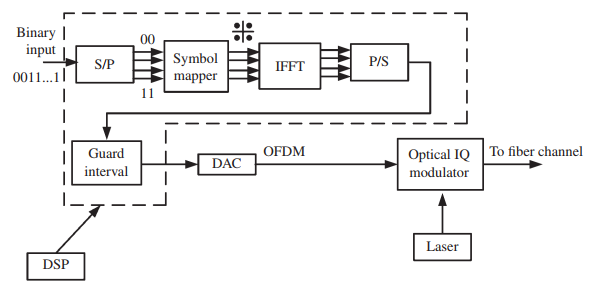 Binary
input
0011...1
S/P
00
11
Symbol
mapper
IFFT
P/S
Guard
interval
DAC
OFDM
Optical IQ
modulator
To fiber channel
Laser
DSP